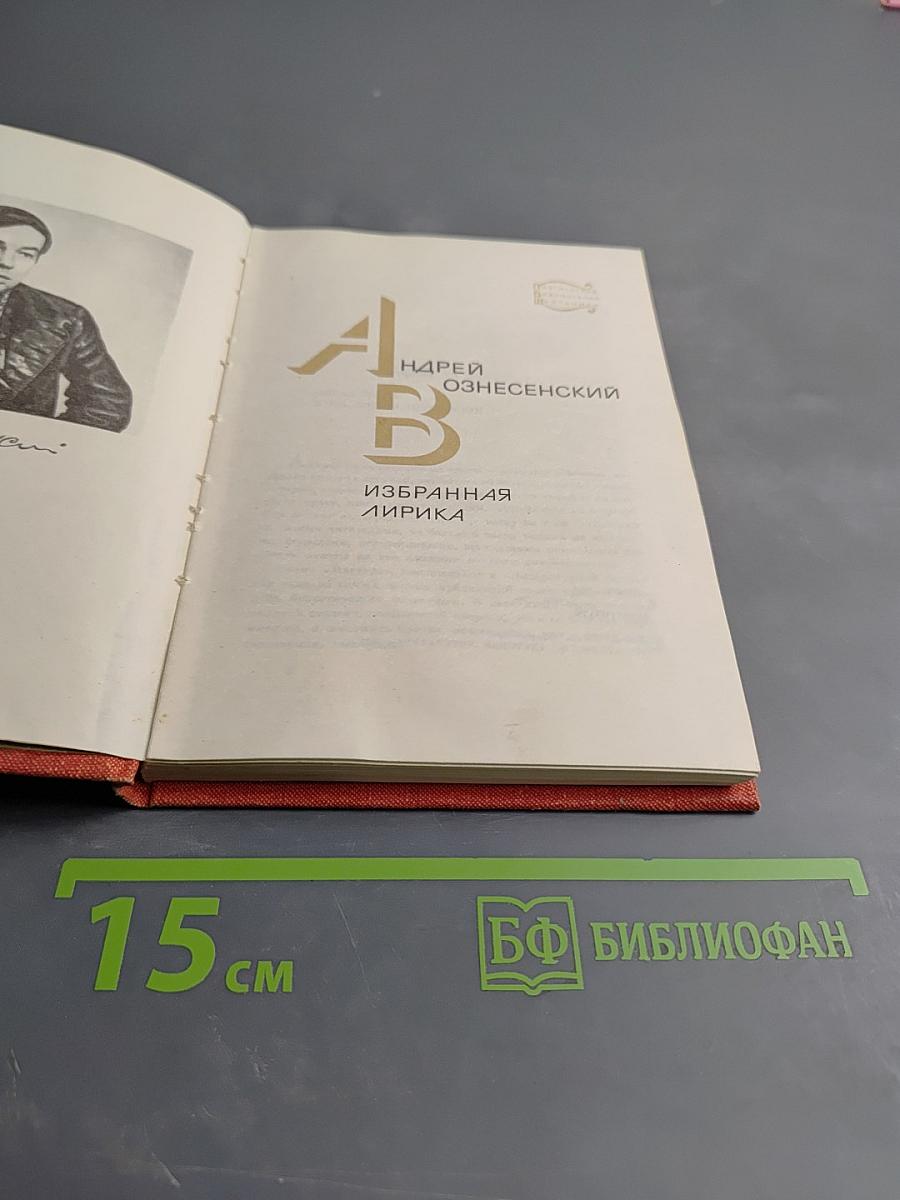 АНДРЕЙ
ВОЗНЕСЕНСКИЙ
ИЗБРАННАЯ
ЛИРИКА
15 см
БФ БИБЛИОФАН